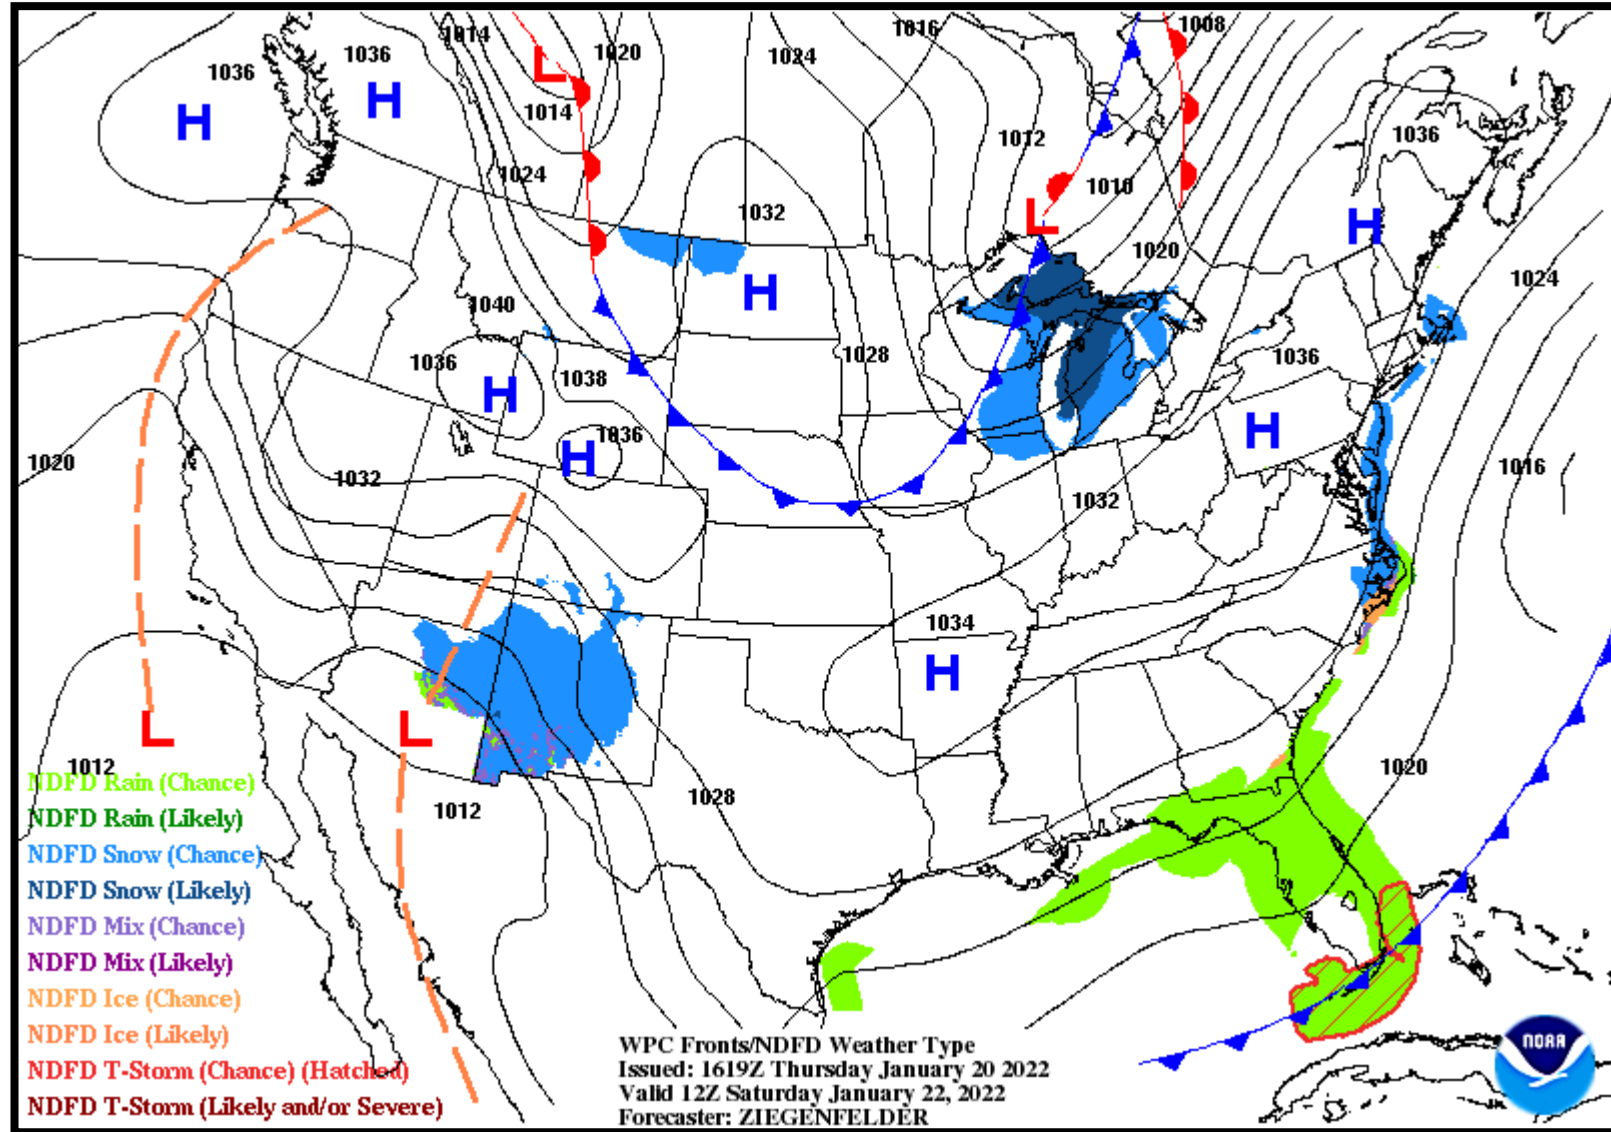 1014
1016
1008
1036
1036
1020
1024
L
H
H
1014
1012
1036
1024
1010
1032
L
H
1020
1024
H
1040
1036
1028
1036
1038
H
1036
H
H
1020
1032
1032
1016
1034
H
L
L
1012
1012
1028
1020
NDFD Rain (Chance)
NDFD Rain (Likely)
NDFD Snow (Chance)
NDFD Snow (Likely)
NDFD Mix (Chance)
NDFD Mix (Likely)
NDFD Ice (Chance)
NDFD Ice (Likely)
NDFD T-Storm (Chance) (Hatched)
NDFD T-Storm (Likely and/or Severe)
WPC Fronts/NDFD Weather Type
Issued: 1619Z Thursday January 20 2022
Valid 12Z Saturday January 22, 2022
Forecaster: ZIEGENFELDER
NOAA